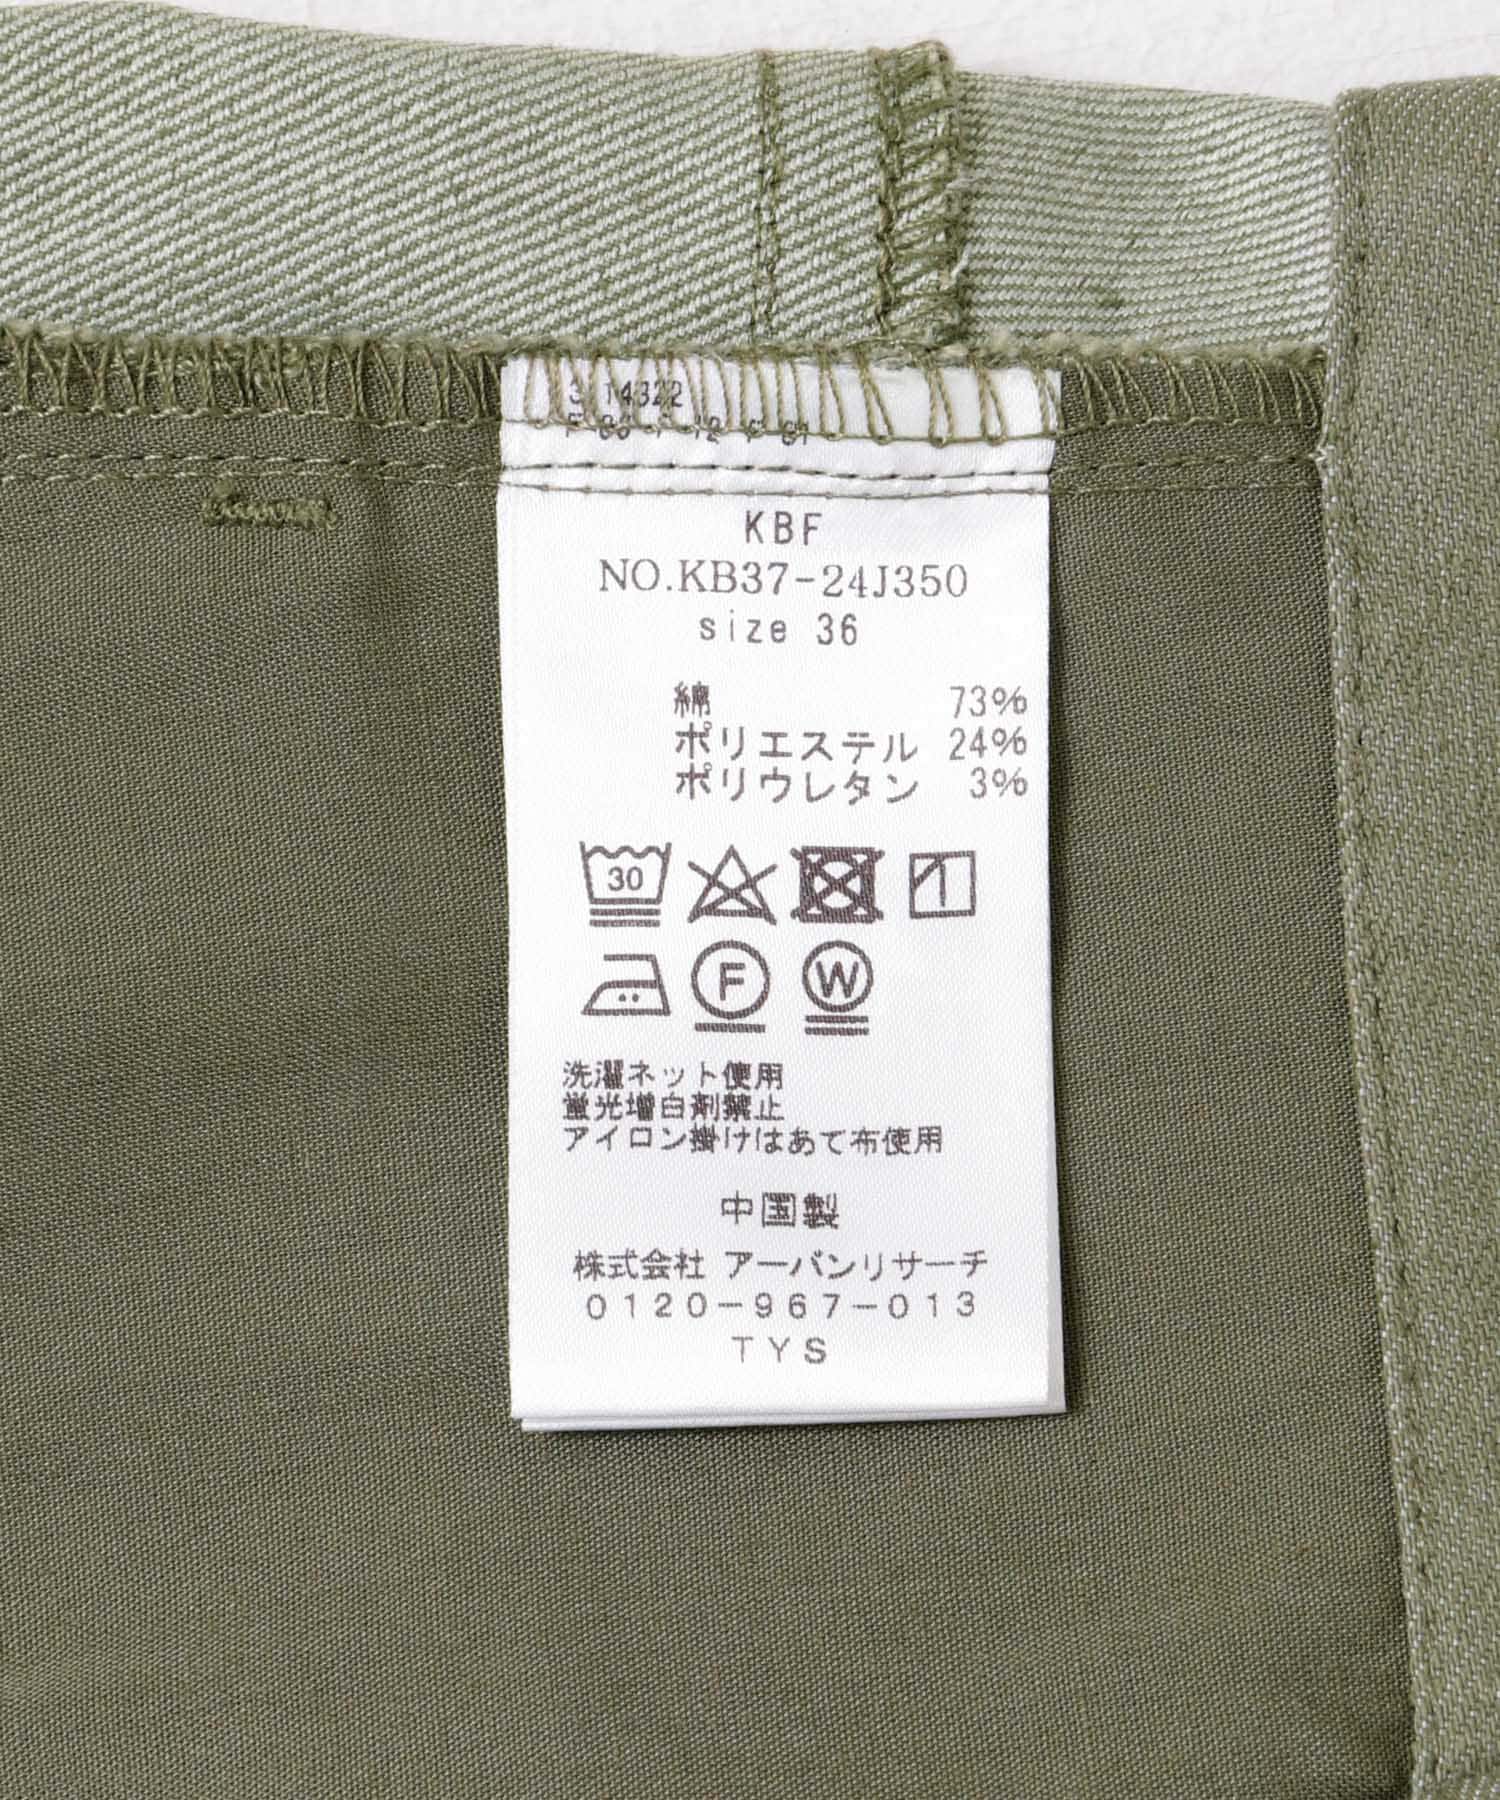 14322
KBF
NO.KB37-24J350
size 36
綿 73%
ポリエステル 24%
ポリウレタン 3%
30
F W
洗濯ネット使用
蛍光増白剤禁止
アイロン掛けはあて布使用
中国製
株式会社 アーバンリサーチ
0120-967-013
TYS